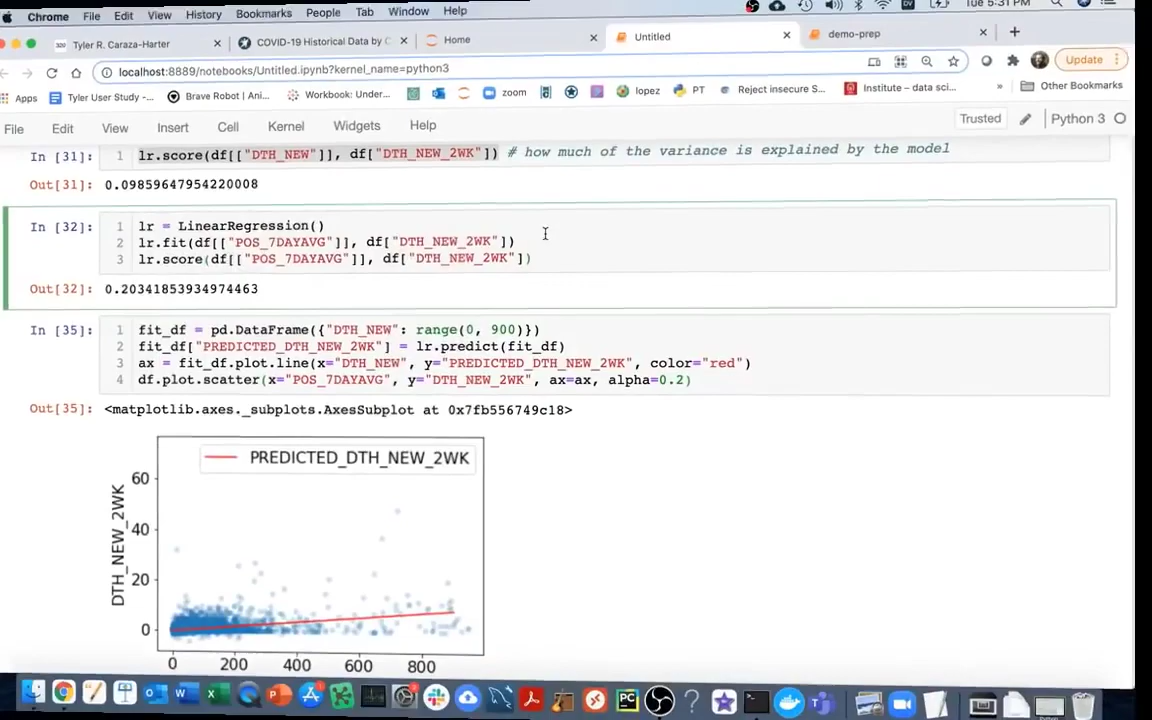 Chrome File Edit View History Bookmarks People Tab Window Help
Tue 5:31 PM
Tyler R. Caraza-Harter
COVID-19 Historical Data by C
Home
Untitled
demo-prep
localhost:8889/notebooks/Untitled.ipynb?kernel_name=python3
Update
Apps Tyler User Study -... Brave Robot | Ani... Workbook: Unde... zoom lopez PT Reject insecure S... Institute – data sci... » Other Bookmarks
File Edit View Insert Cell Kernel Widgets Help
Trusted Python 3
In [31]: 1 lr.score(df[["DTH_NEW"]], df["DTH_NEW_2WK"]) # how much of the variance is explained by the model
Out[31]: 0.09859647954220008
In [32]: 1 lr = LinearRegression()
2 lr.fit(df[["POS_7DAYAVG"]], df["DTH_NEW_2WK"])
3 lr.score(df[["POS_7DAYAVG"]], df["DTH_NEW_2WK"])
Out[32]: 0.20341853934974463
In [35]: 1 fit_df = pd.DataFrame({"DTH_NEW": range(0, 900)})
2 fit_df["PREDICTED_DTH_NEW_2WK"] = lr.predict(fit_df)
3 ax = fit_df.plot.line(x="DTH_NEW", y="PREDICTED_DTH_NEW_2WK", color="red")
4 df.plot.scatter(x="POS_7DAYAVG", y="DTH_NEW_2WK", ax=ax, alpha=0.2)
Out[35]: <matplotlib.axes._subplots.AxesSubplot at 0x7fb556749c18>
PREDICTED_DTH_NEW_2WK
DTH_NEW_2WK
60
40
20
0
0 200 400 600 800